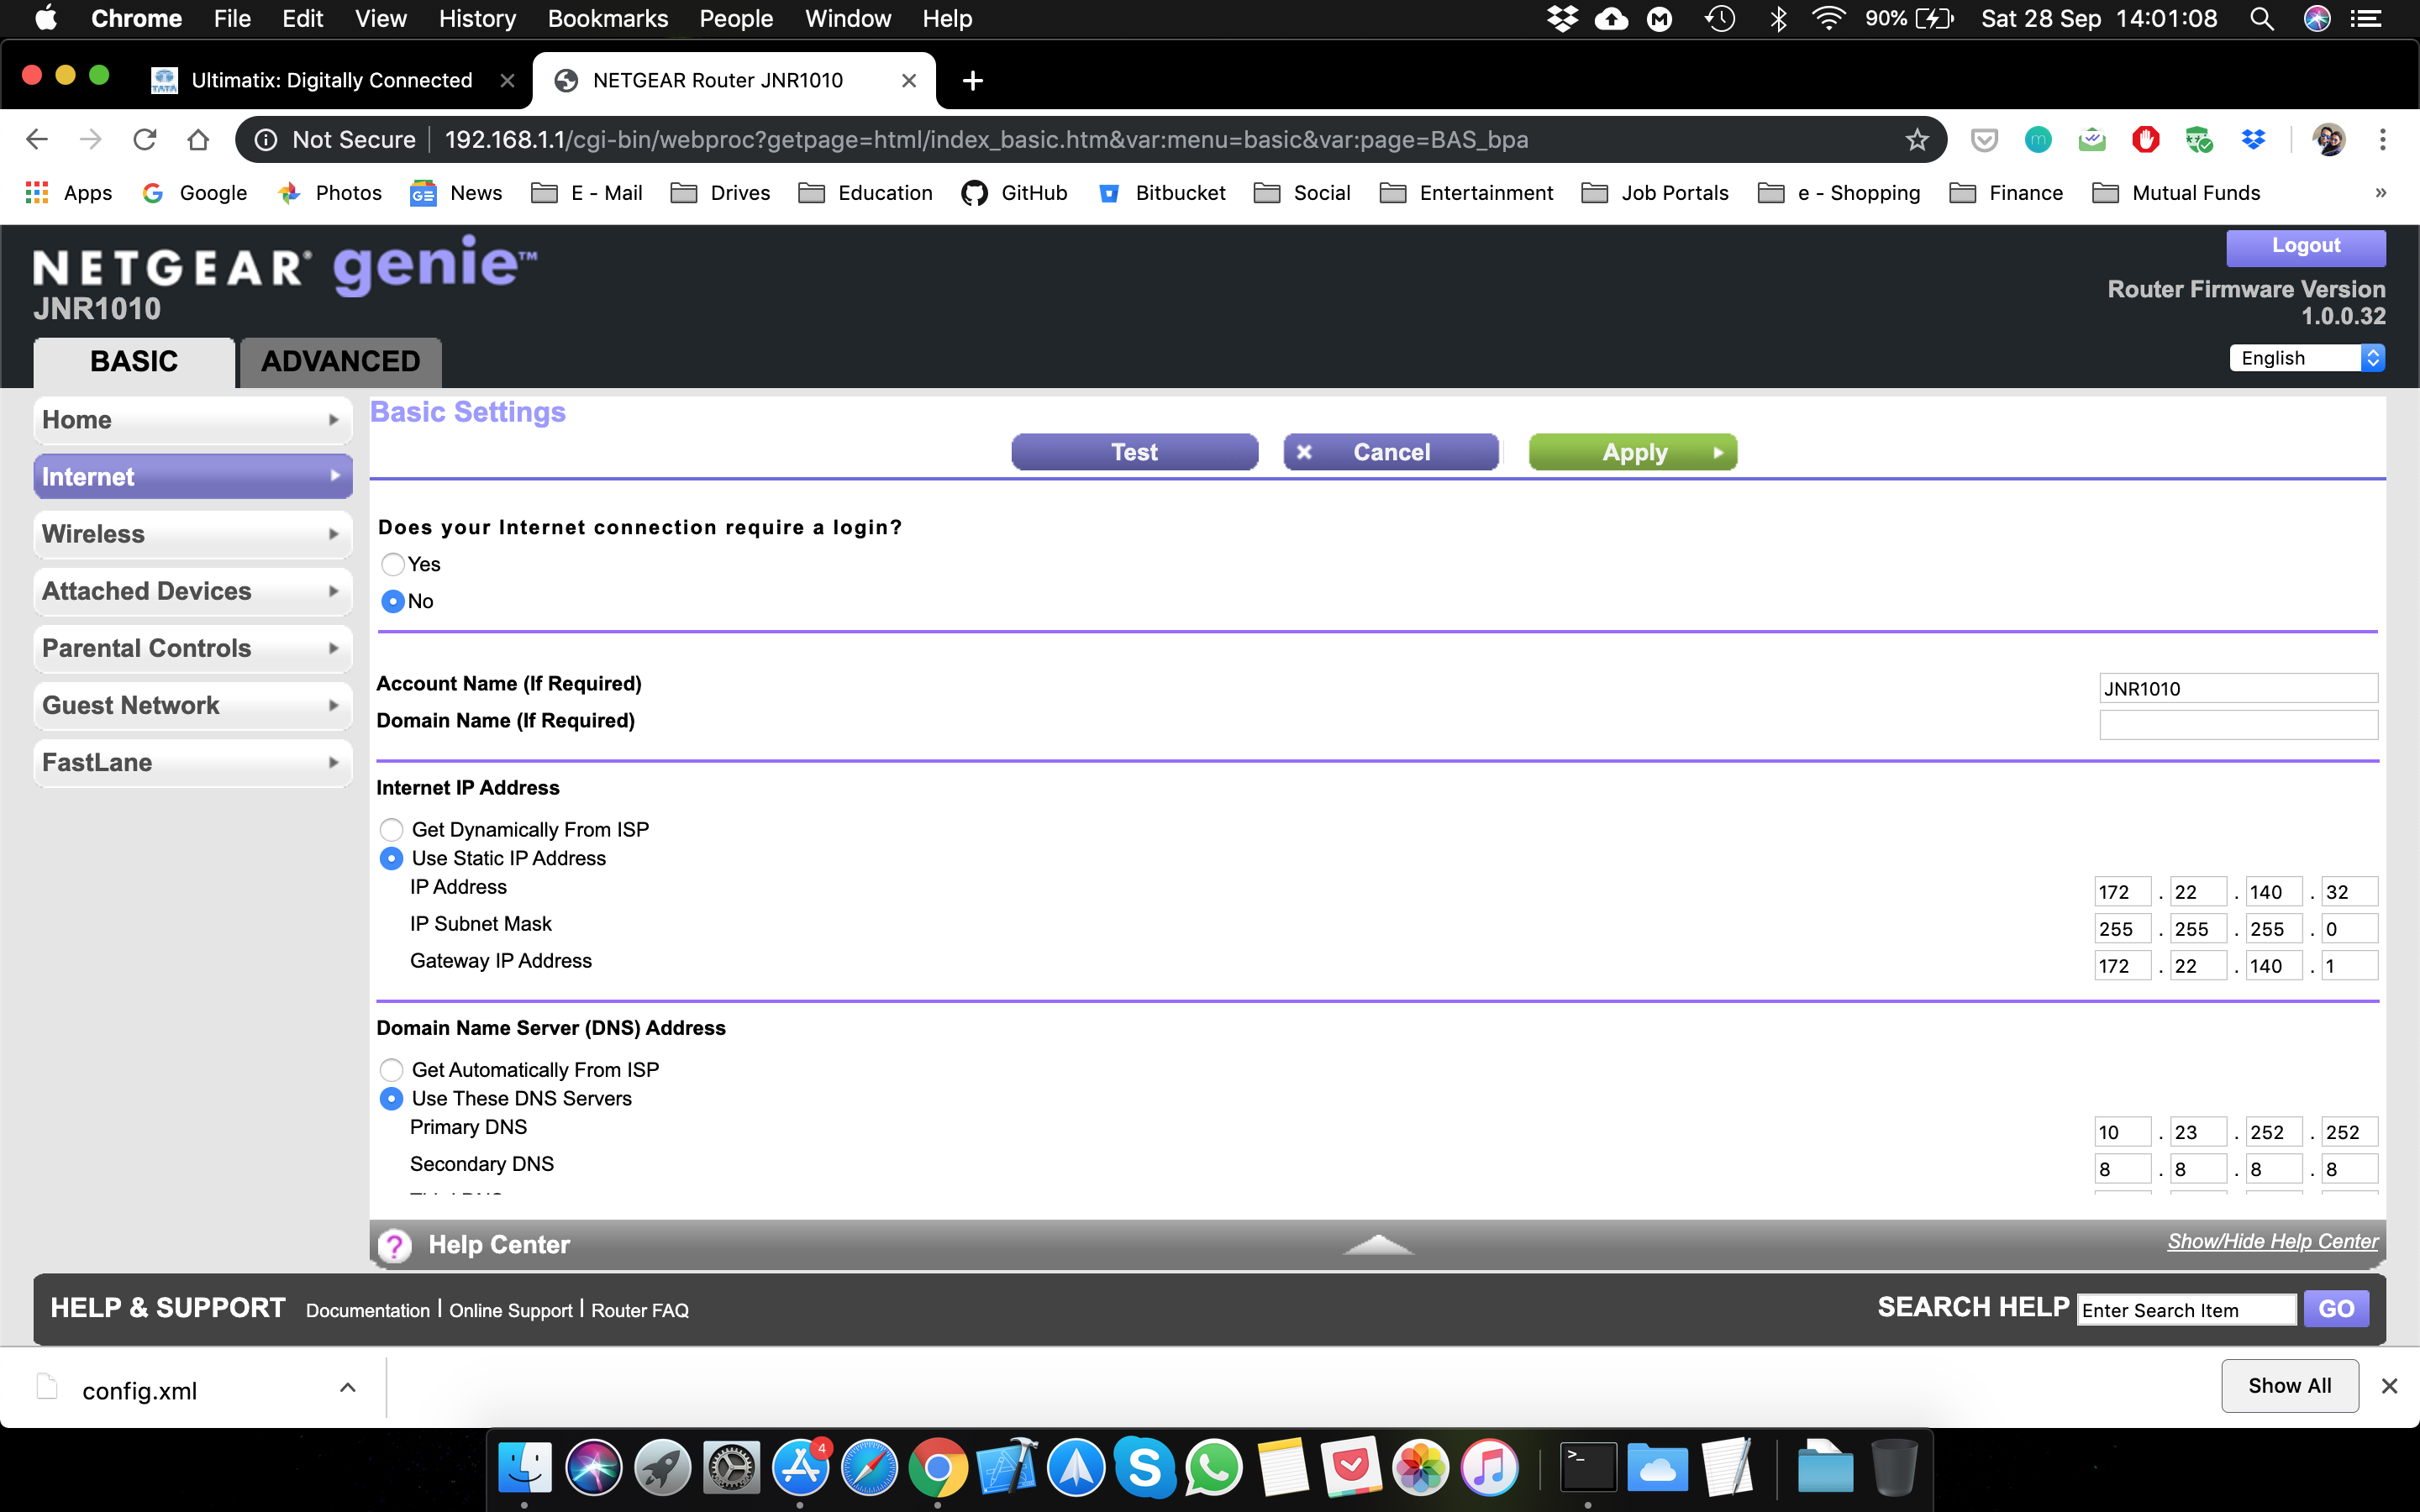 Chrome File Edit View History Bookmarks People Window Help 90% Sat 28 Sep 14:01:08
TATA Ultimatix: Digitally Connected NETGEAR Router JNR1010
Not Secure 192.168.1.1/cgi-bin/webproc?getpage=html/index_basic.htm&var:menu=basic&var:page=BAS_bpa
Apps Google Photos News E - Mail Drives Education GitHub Bitbucket Social Entertainment Job Portals e - Shopping Finance Mutual Funds »
NETGEAR® genie™
JNR1010
Logout
Router Firmware Version
1.0.0.32
BASIC ADVANCED
English
Home
Internet
Wireless
Attached Devices
Parental Controls
Guest Network
FastLane
Basic Settings
Test Cancel Apply
Does your Internet connection require a login?
Yes
No
Account Name (If Required) JNR1010
Domain Name (If Required)
Internet IP Address
Get Dynamically From ISP
Use Static IP Address
IP Address 172 . 22 . 140 . 32
IP Subnet Mask 255 . 255 . 255 . 0
Gateway IP Address 172 . 22 . 140 . 1
Domain Name Server (DNS) Address
Get Automatically From ISP
Use These DNS Servers
Primary DNS 10 . 23 . 252 . 252
Secondary DNS 8 . 8 . 8 . 8
? Help Center Show/Hide Help Center
HELP & SUPPORT Documentation | Online Support | Router FAQ SEARCH HELP Enter Search Item GO
config.xml Show All
4